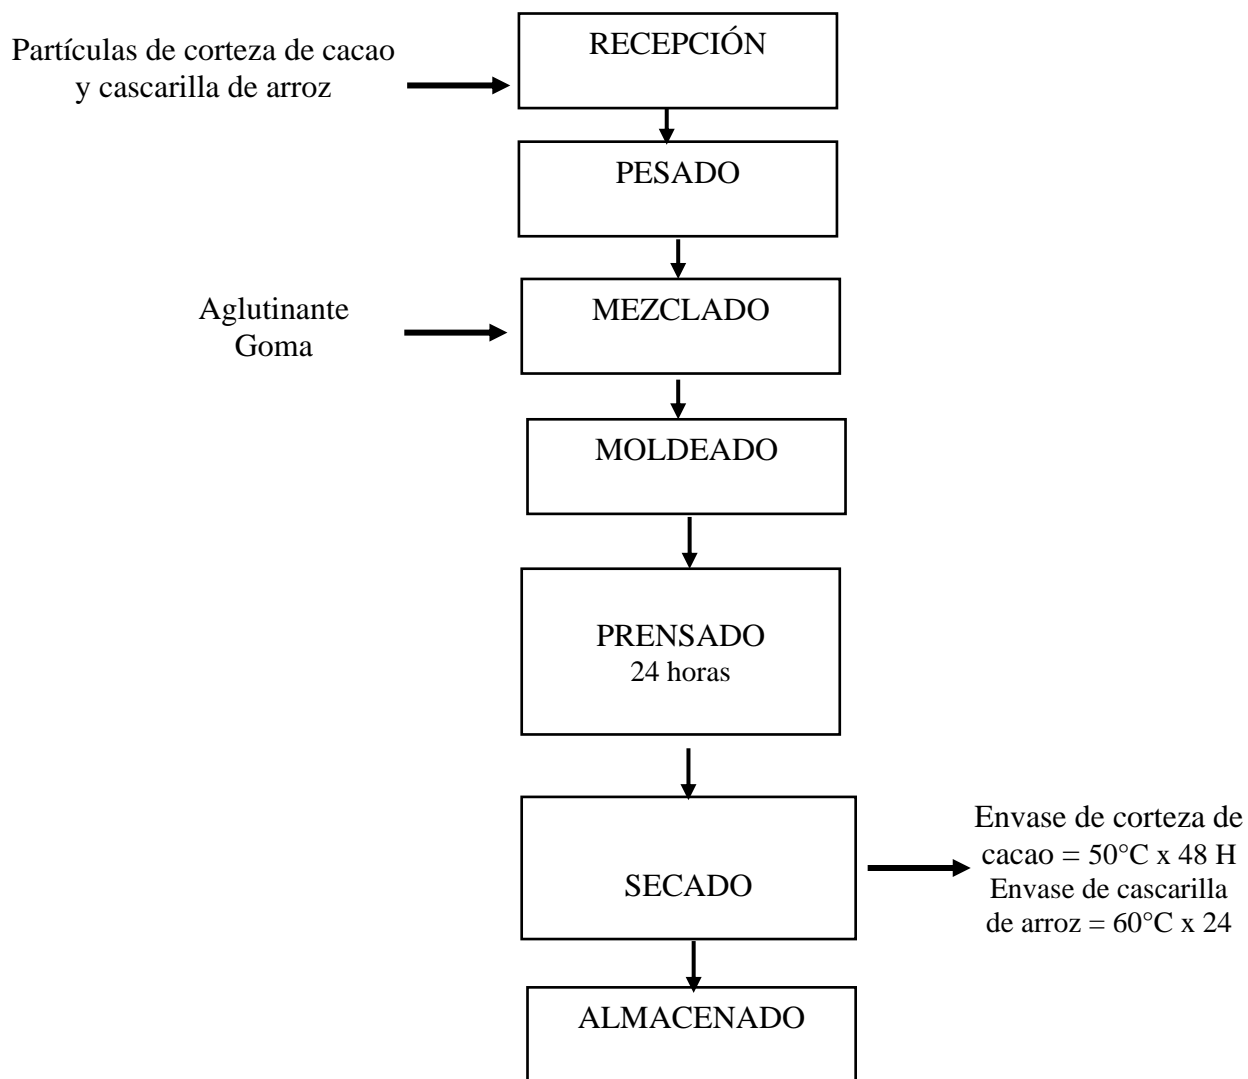 Partículas de corteza de cacao
y cascarilla de arroz
RECEPCIÓN
PESADO
Aglutinante
Goma
MEZCLADO
MOLDEADO
PRENSADO
24 horas
SECADO
Envase de corteza de
cacao = 50°C x 48 H
Envase de cascarilla
de arroz = 60°C x 24
ALMACENADO